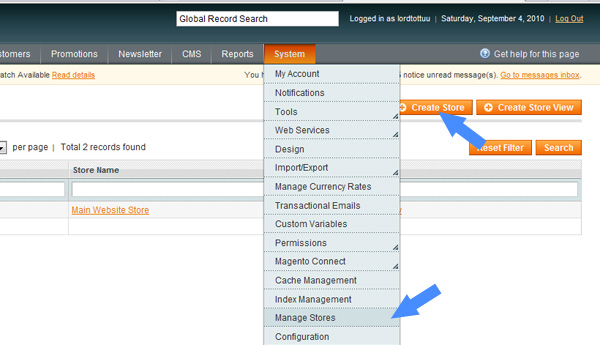 Global Record Search
Logged in as lordtottuu | Saturday, September 4, 2010 | Log Out
stomers Promotions Newsletter CMS Reports System Get help for this page
atch Available Read details
You h
notice unread message(s). Go to messages inbox.
My Account
Notifications
Tools
Web Services
Design
Import/Export
Manage Currency Rates
Transactional Emails
Custom Variables
Permissions
Magento Connect
Cache Management
Index Management
Manage Stores
Configuration
Create Store Create Store View
per page | Total 2 records found
Reset Filter Search
Store Name
Main Website Store